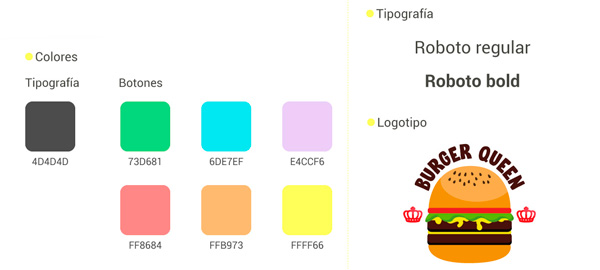 Colores
Tipografía
Botones
4D4D4D
73D681
6DE7EF
E4CCF6
FF8684
FFB973
FFFF66
Tipografía
Roboto regular
Roboto bold
Logotipo
BURGER QUEEN